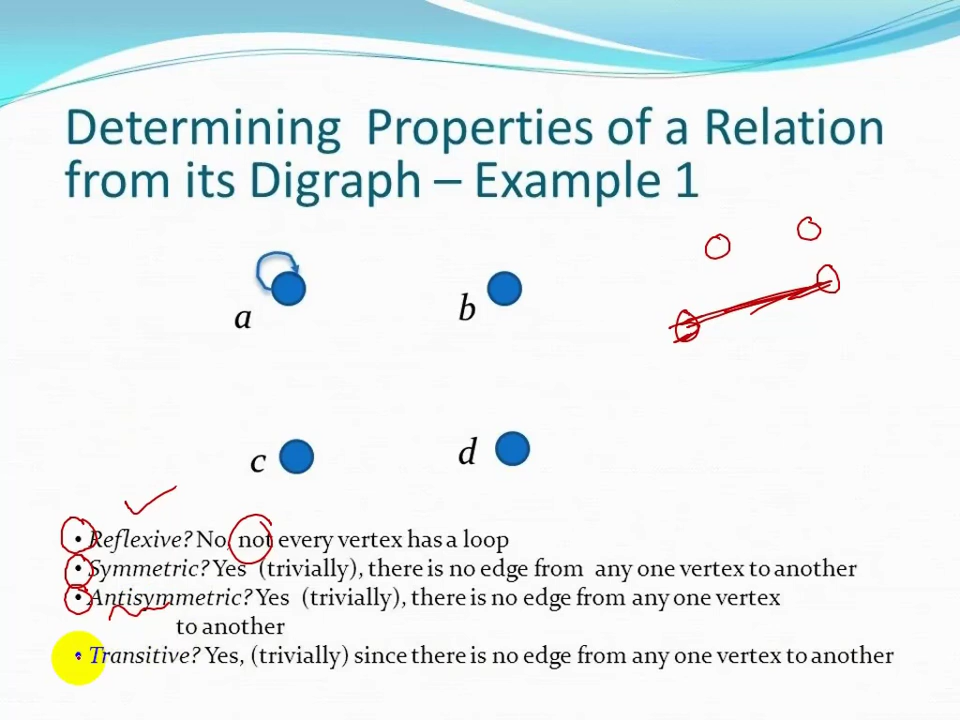 Determining Properties of a Relation
from its Digraph – Example 1
a
b
c
d
• Reflexive? No, not every vertex has a loop
• Symmetric? Yes (trivially), there is no edge from any one vertex to another
• Antisymmetric? Yes (trivially), there is no edge from any one vertex
to another
• Transitive? Yes, (trivially) since there is no edge from any one vertex to another